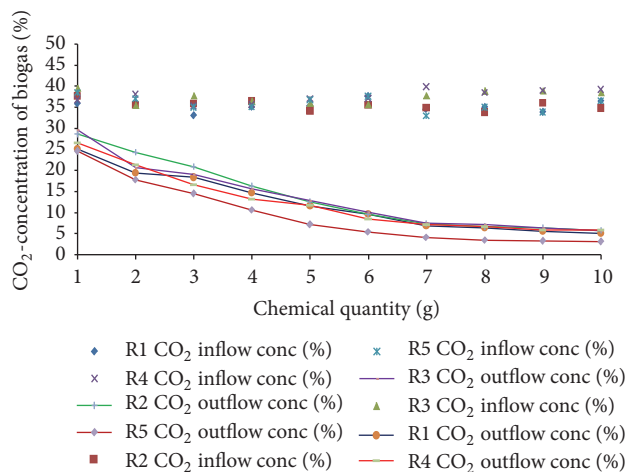 CO2-concentration of biogas (%)
50
45
40
35
30
25
20
15
10
5
0
1 2 3 4 5 6 7 8 9 10
Chemical quantity (g)
R1 CO2 inflow conc (%)
R4 CO2 inflow conc (%)
R2 CO2 outflow conc (%)
R5 CO2 outflow conc (%)
R2 CO2 inflow conc (%)
R5 CO2 inflow conc (%)
R3 CO2 outflow conc (%)
R3 CO2 inflow conc (%)
R1 CO2 outflow conc (%)
R4 CO2 outflow conc (%)